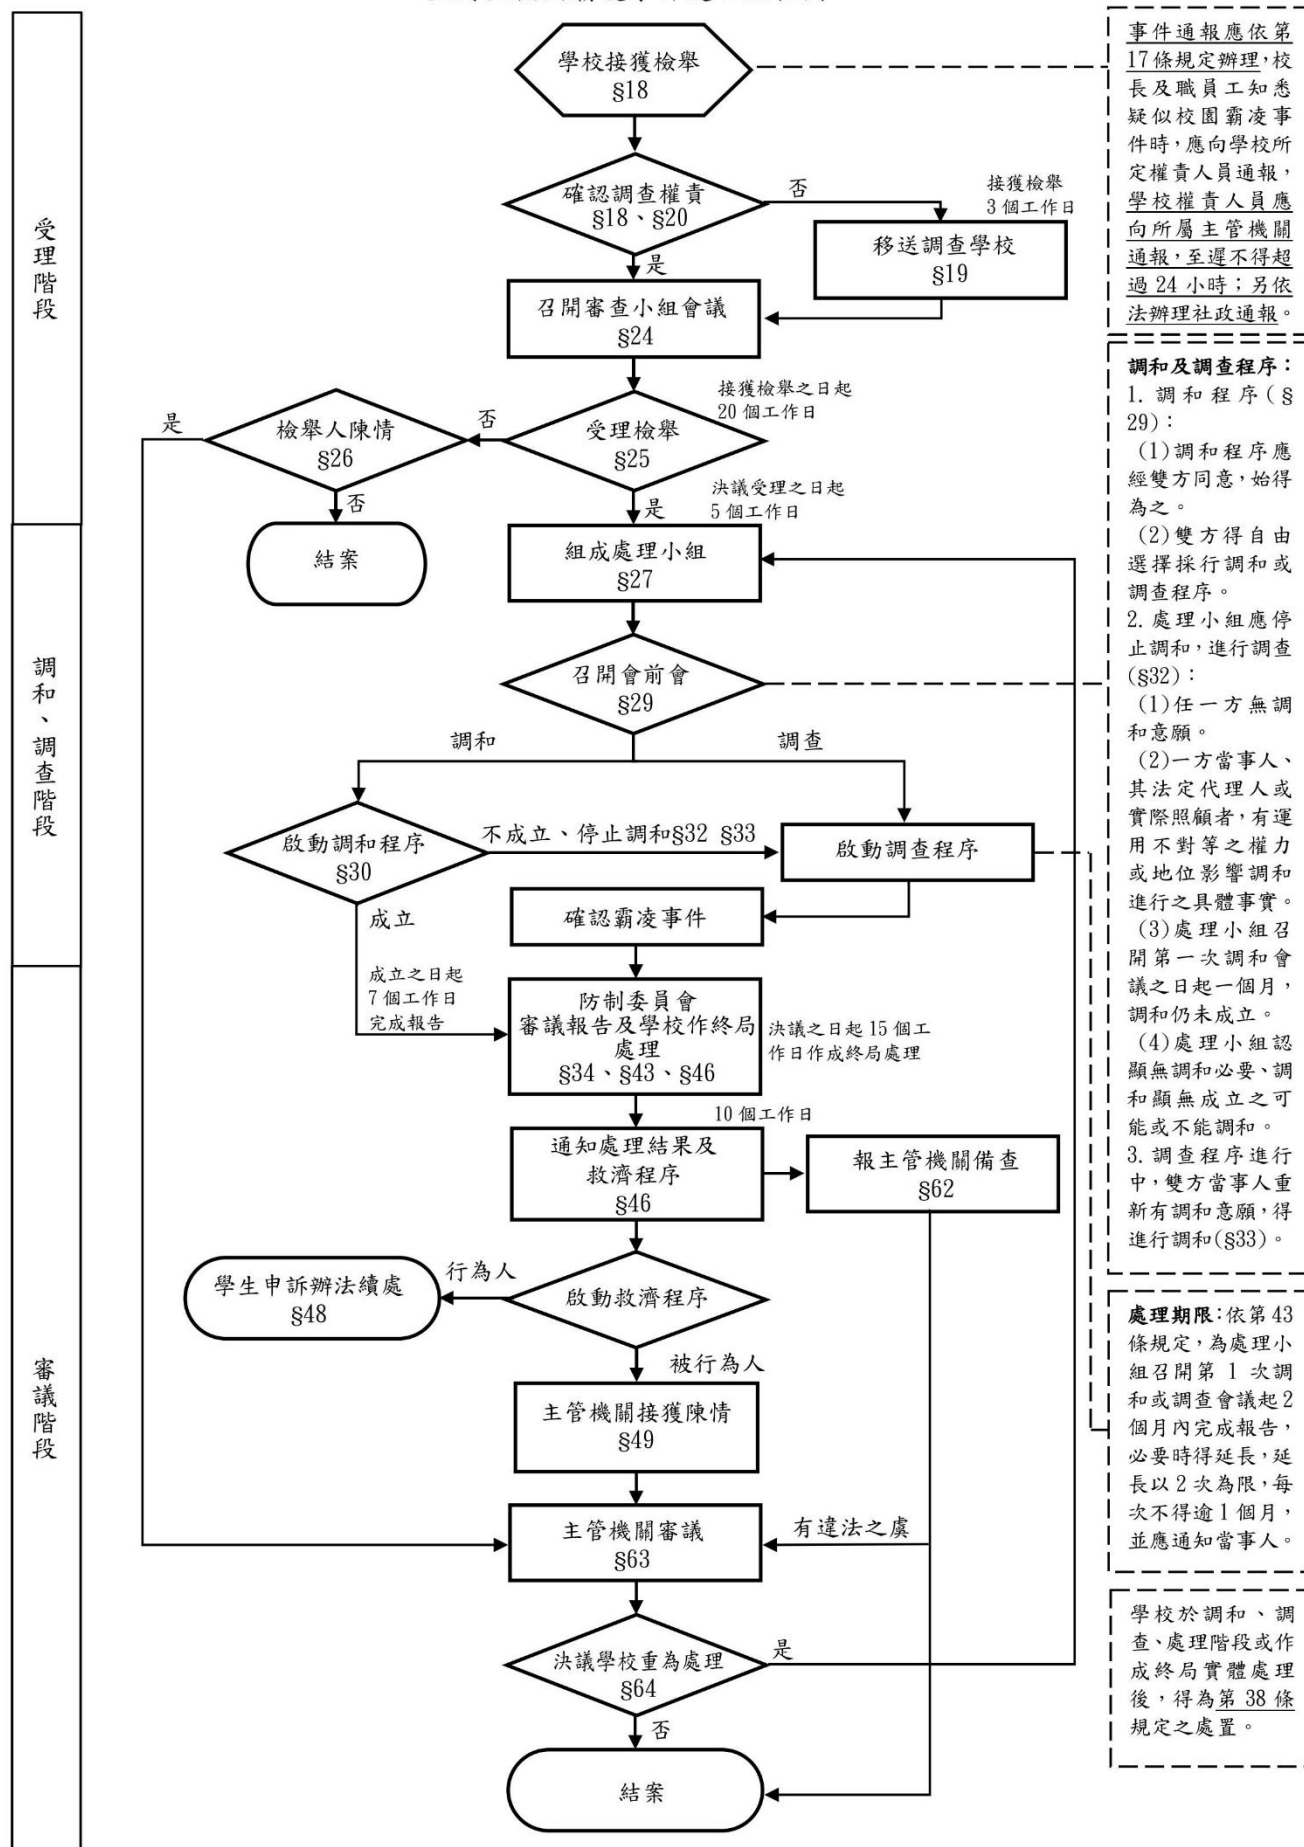 受理階段
調和、調查階段
審議階段
學校接獲檢舉
§18
確認調查權責
§18、§20
否
接獲檢舉
3 個工作日
移送調查學校
§19
是
召開審查小組會議
§24
接獲檢舉之日起
20 個工作日
受理檢舉
§25
否
檢舉人陳情
§26
是
否
結案
決議受理之日起
5 個工作日
是
組成處理小組
§27
召開會前會
§29
調和
調查
啟動調和程序
§30
不成立、停止調和§32 §33
啟動調查程序
成立
確認霸凌事件
成立之日起
7 個工作日
完成報告
防制委員會
審議報告及學校作終局
處理
§34、§43、§46
決議之日起 15 個工
作日作成終局處理
10 個工作日
通知處理結果及
救濟程序
§46
報主管機關備查
§62
啟動救濟程序
行為人
學生申訴辦法續處
§48
被行為人
主管機關接獲陳情
§49
主管機關審議
§63
有違法之虞
決議學校重為處理
§64
是
否
結案
事件通報應依第
17條規定辦理，校
長及職員工知悉
疑似校園霸凌事
件時，應向學校所
定權責人員通報，
學校權責人員應
向所屬主管機關
通報，至遲不得超
過 24 小時；另依
法辦理社政通報。
調和及調查程序：
1. 調和程序(§
29)：
(1)調和程序應
經雙方同意，始得
為之。
(2)雙方得自由
選擇採行調和或
調查程序。
2. 處理小組應停
止調和，進行調查
(§32)：
(1)任一方無調
和意願。
(2)一方當事人、
其法定代理人或
實際照顧者，有運
用不對等之權力
或地位影響調和
進行之具體事實。
(3)處理小組召
開第一次調和會
議之日起一個月，
調和仍未成立。
(4)處理小組認
顯無調和必要、調
和顯無成立之可
能或不能調和。
3. 調查程序進行
中，雙方當事人重
新有調和意願，得
進行調和(§33)。
處理期限：依第 43
條規定，為處理小
組召開第 1 次調
和或調查會議起 2
個月內完成報告，
必要時得延長，延
長以 2 次為限，每
次不得逾 1 個月，
並應通知當事人。
學校於調和、調
查、處理階段或作
成終局實體處理
後，得為第 38 條
規定之處置。